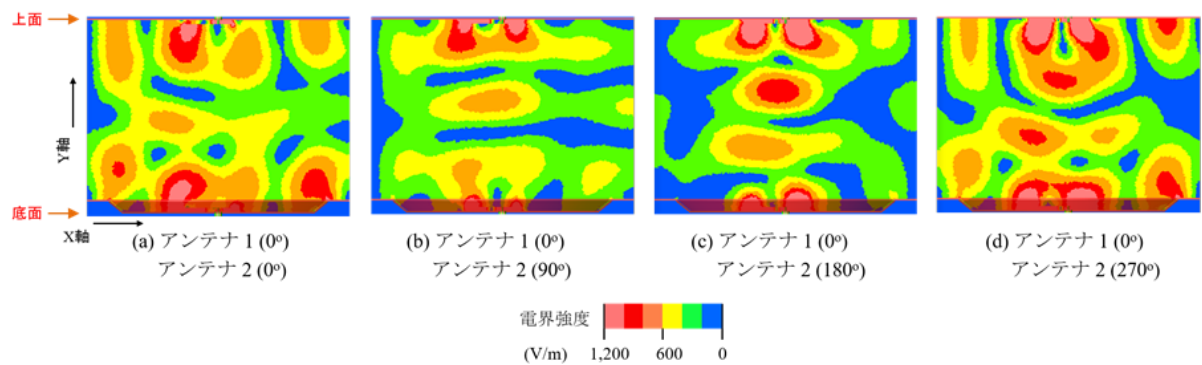 上面
Y軸
底面
X軸
(a) アンテナ 1 (0º)
アンテナ 2 (0º)
(b) アンテナ 1 (0º)
アンテナ 2 (90º)
(c) アンテナ 1 (0º)
アンテナ 2 (180º)
(d) アンテナ 1 (0º)
アンテナ 2 (270º)
電界強度
(V/m) 1,200 600 0